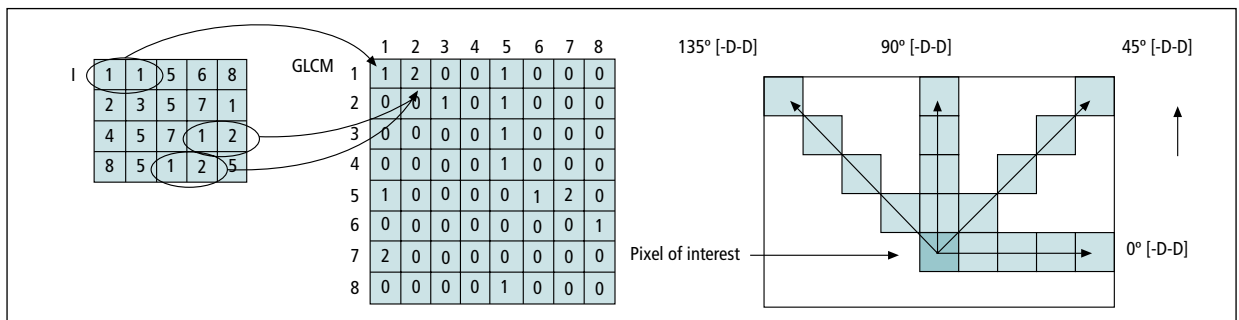 I
1 1 5 6 8
2 3 5 7 1
4 5 7 1 2
8 5 1 2 5
GLCM
1 2 3 4 5 6 7 8
1 1 2 0 0 1 0 0 0
2 0 0 1 0 1 0 0 0
3 0 0 0 0 1 0 0 0
4 0 0 0 0 1 0 0 0
5 1 0 0 0 0 1 2 0
6 0 0 0 0 0 0 0 1
7 2 0 0 0 0 0 0 0
8 0 0 0 0 1 0 0 0
135º [-D-D] 90º [-D-D] 45º [-D-D]
Pixel of interest
0º [-D-D]